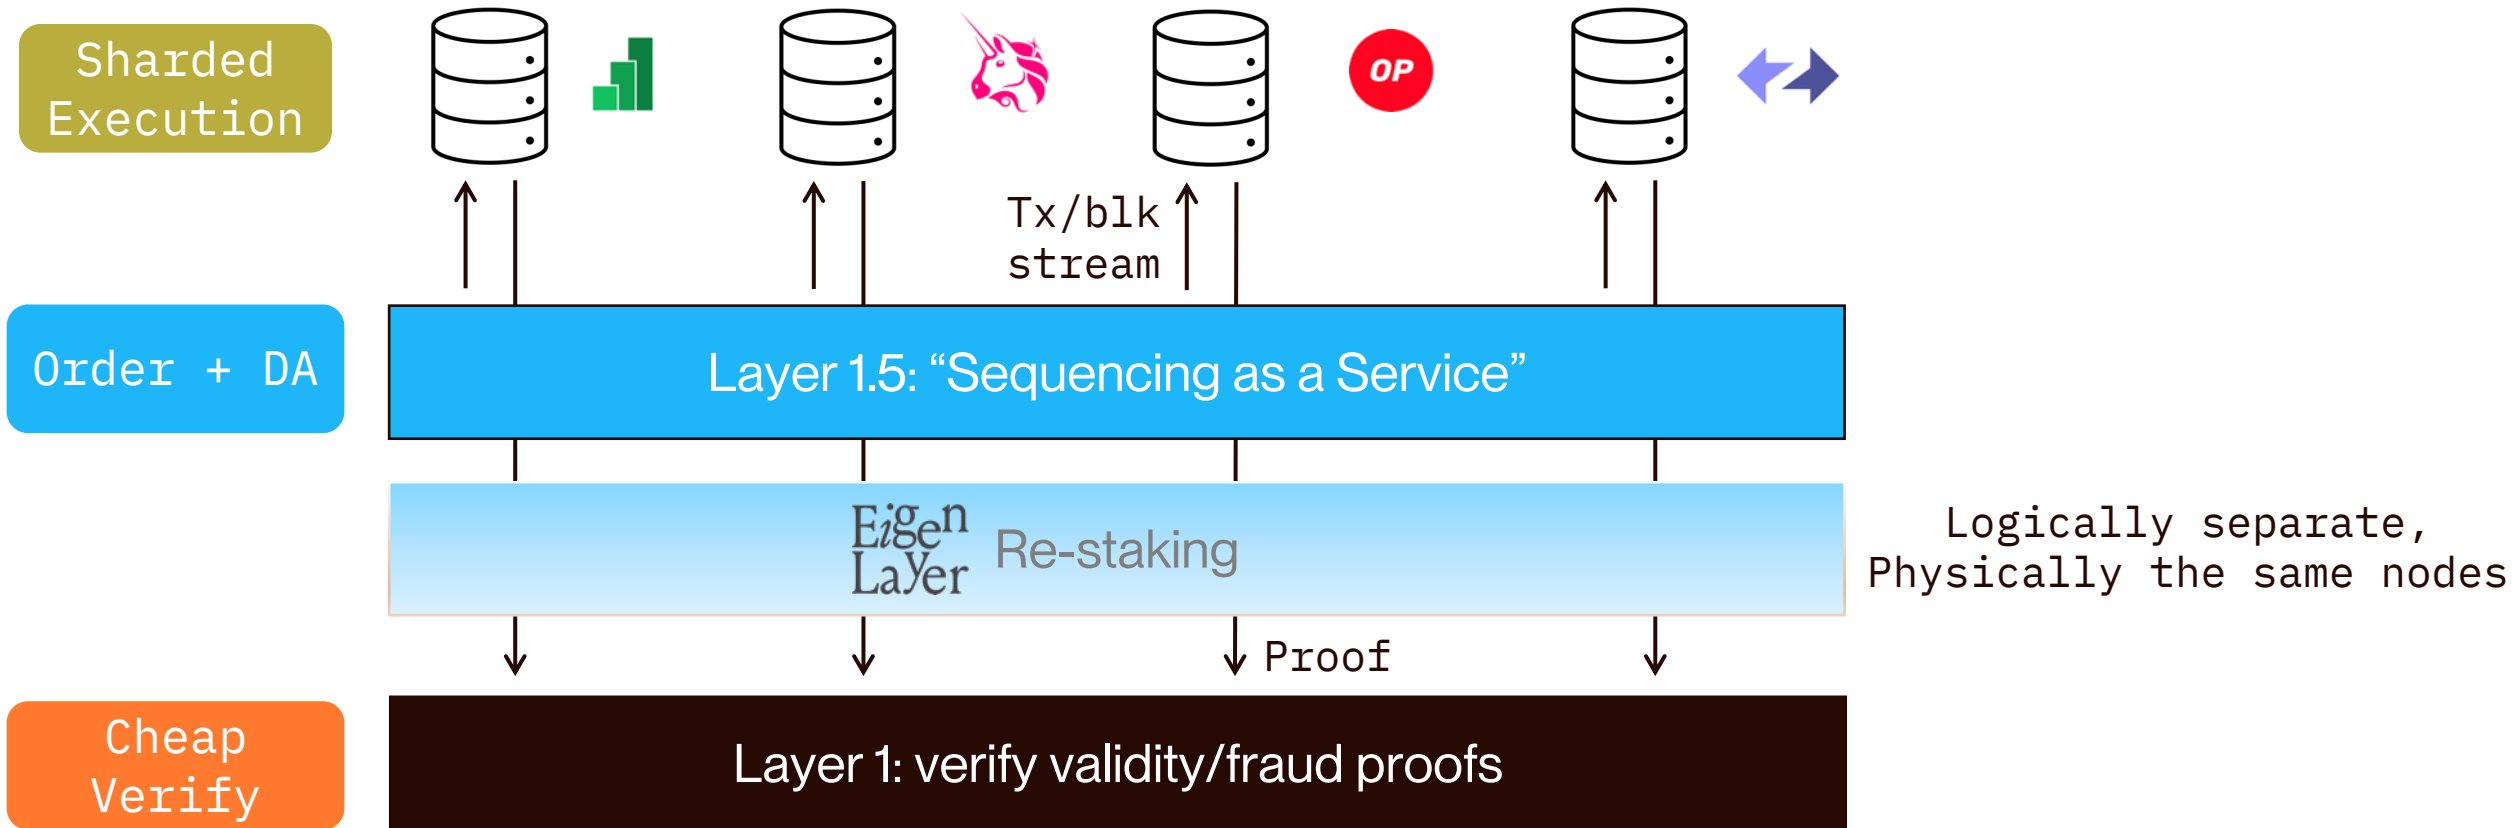 Sharded
Execution
OP
Tx/blk
stream
Order + DA
Layer 1.5: “Sequencing as a Service”
Eigen
Layer
Re-staking
Logically separate,
Physically the same nodes
Proof
Cheap
Verify
Layer 1: verify validity/fraud proofs